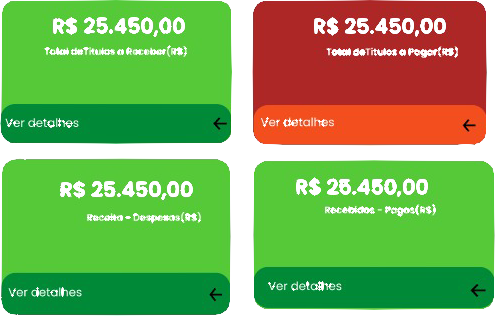 R$ 25.450,00
Total deTitulos a Receber(R$)
Ver detalhes
R$ 25.450,00
Total deTitulos a Pagar(R$)
Ver detalhes
R$ 25.450,00
Receita - Despesas(R$)
Ver detalhes
R$ 25.450,00
Recebidos - Pagos(R$)
Ver detalhes